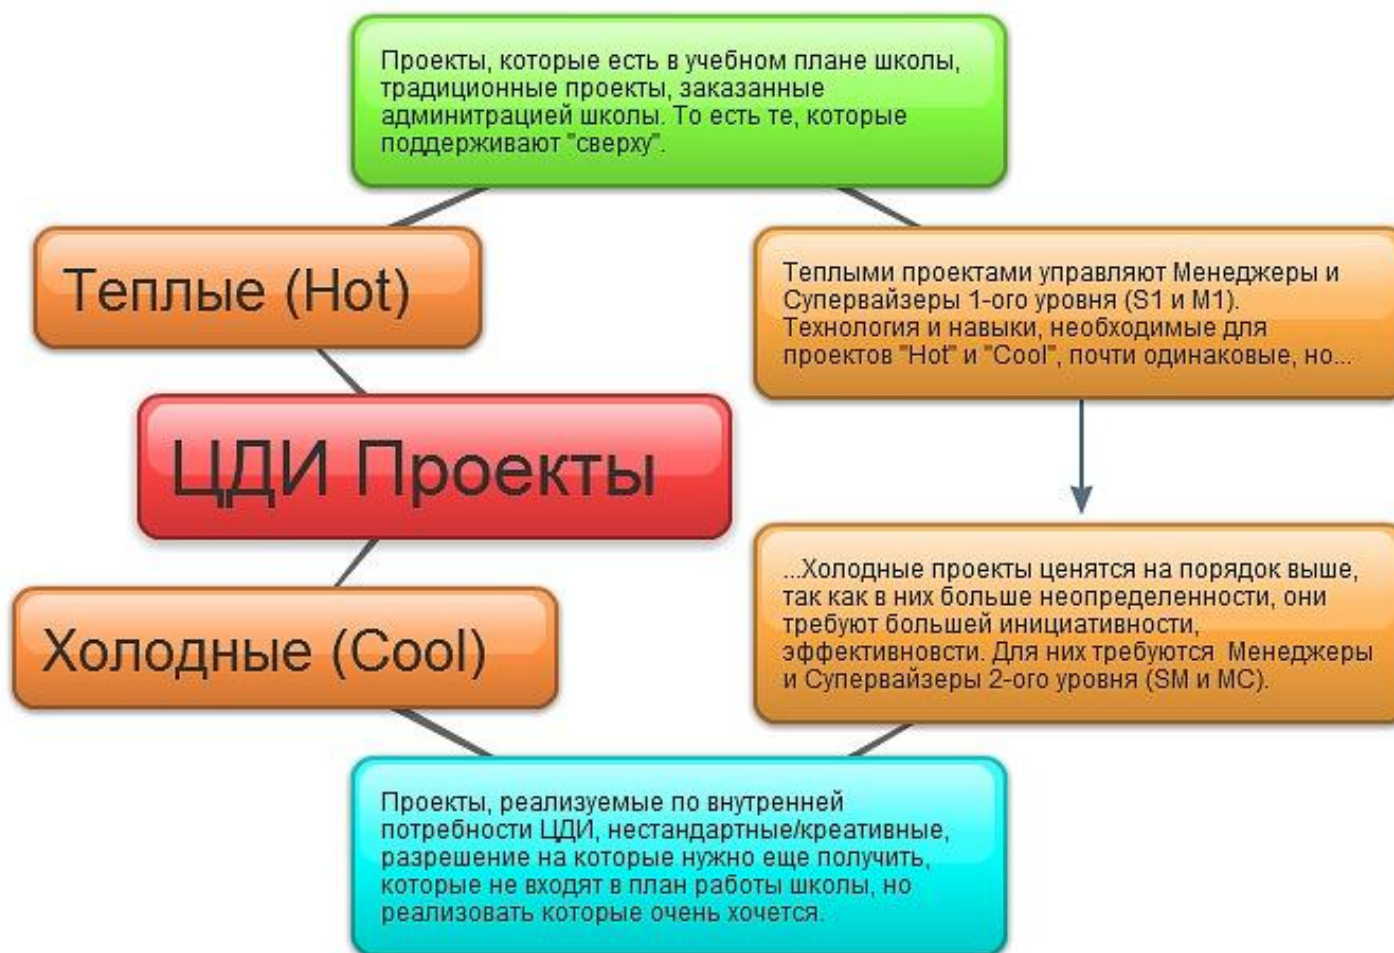 Проекты, которые есть в учебном плане школы,
традиционные проекты, заказанные
админитрацией школы. То есть те, которые
поддерживают "сверху".
Теплые (Hot)
Теплыми проектами управляют Менеджеры и
Супервайзеры 1-ого уровня (S1 и M1).
Технология и навыки, необходимые для
проектов "Hot" и "Cool", почти одинаковые, но...
ЦДИ Проекты
Холодные (Cool)
...Холодные проекты ценятся на порядок выше,
так как в них больше неопределенности, они
требуют большей инициативности,
эффективновсти. Для них требуются Менеджеры
и Супервайзеры 2-ого уровня (SM и MC).
Проекты, реализуемые по внутренней
потребности ЦДИ, нестандартные/креативные,
разрешение на которые нужно еще получить,
которые не входят в план работы школы, но
реализовать которые очень хочется.